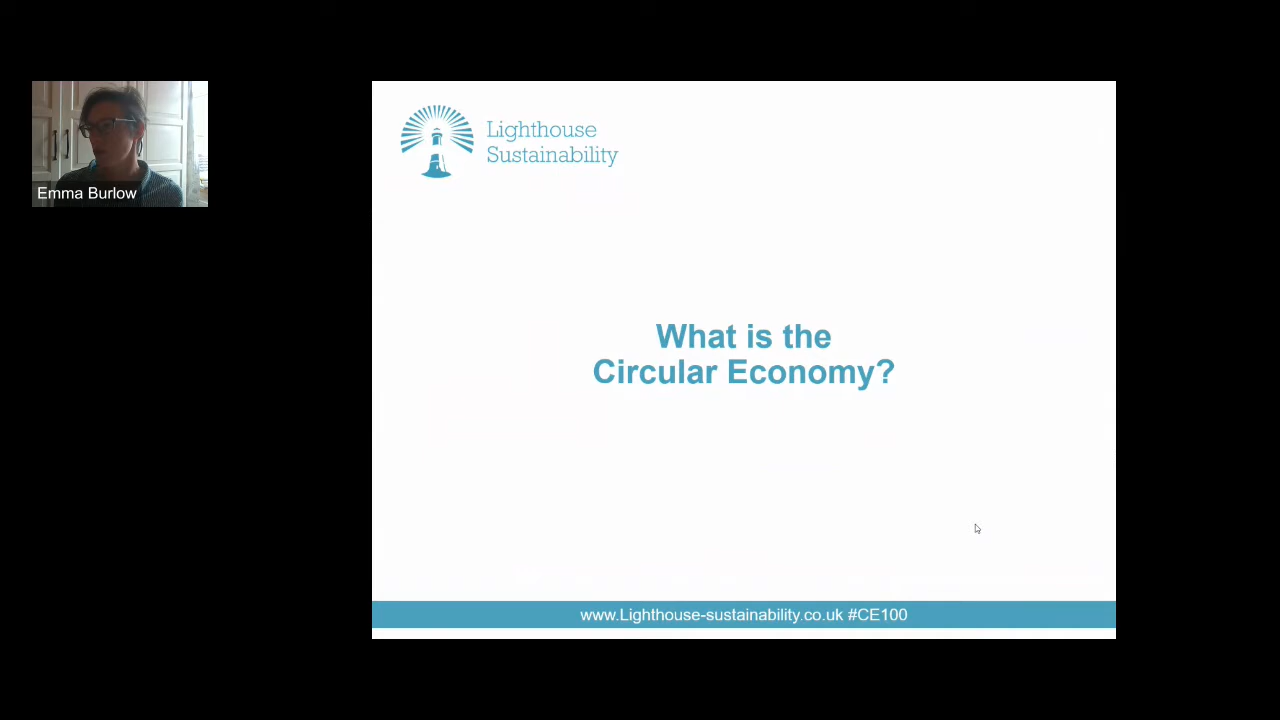 Emma Burlow
Lighthouse
Sustainability
What is the
Circular Economy?
www.Lighthouse-sustainability.co.uk #CE100